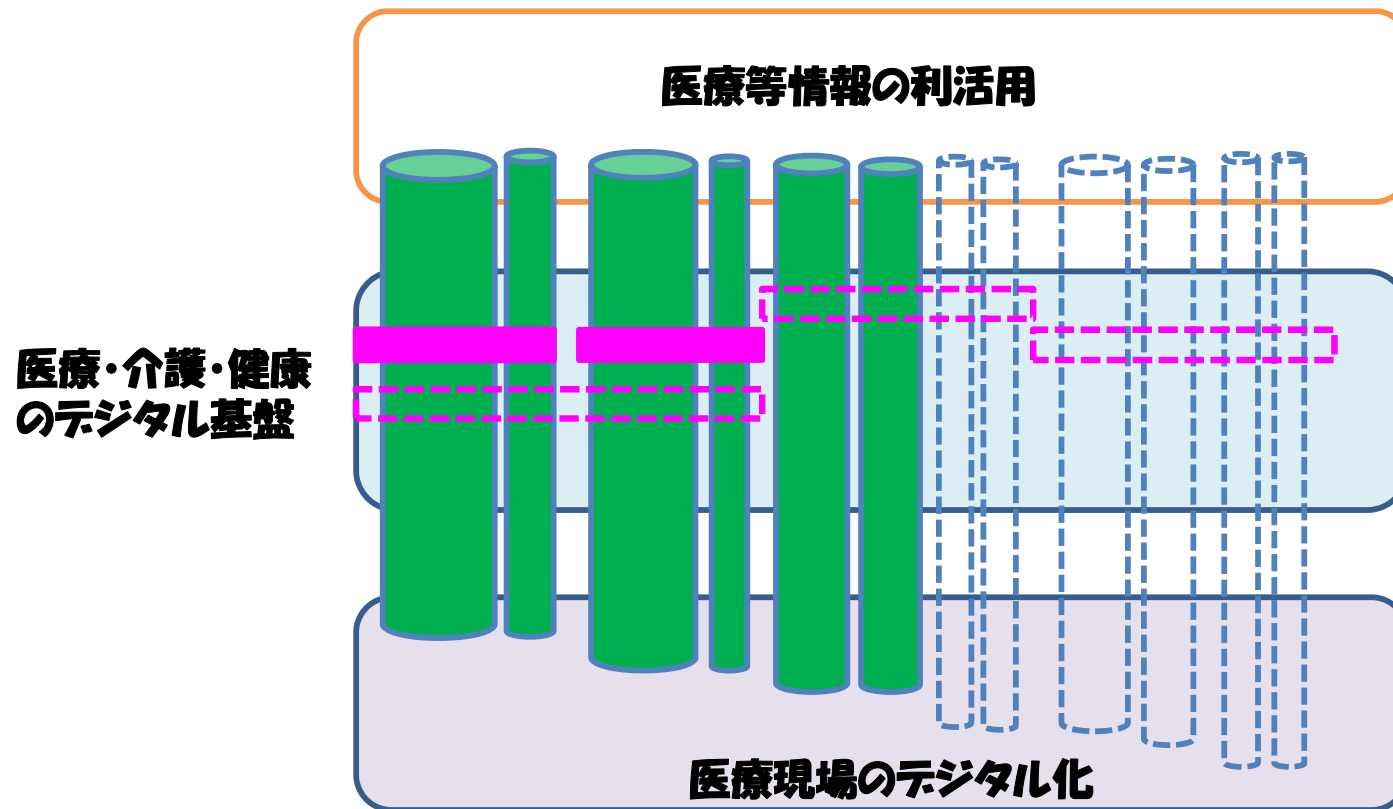 医療等情報の利活用
医療・介護・健康
のデジタル基盤
医療現場のデジタル化